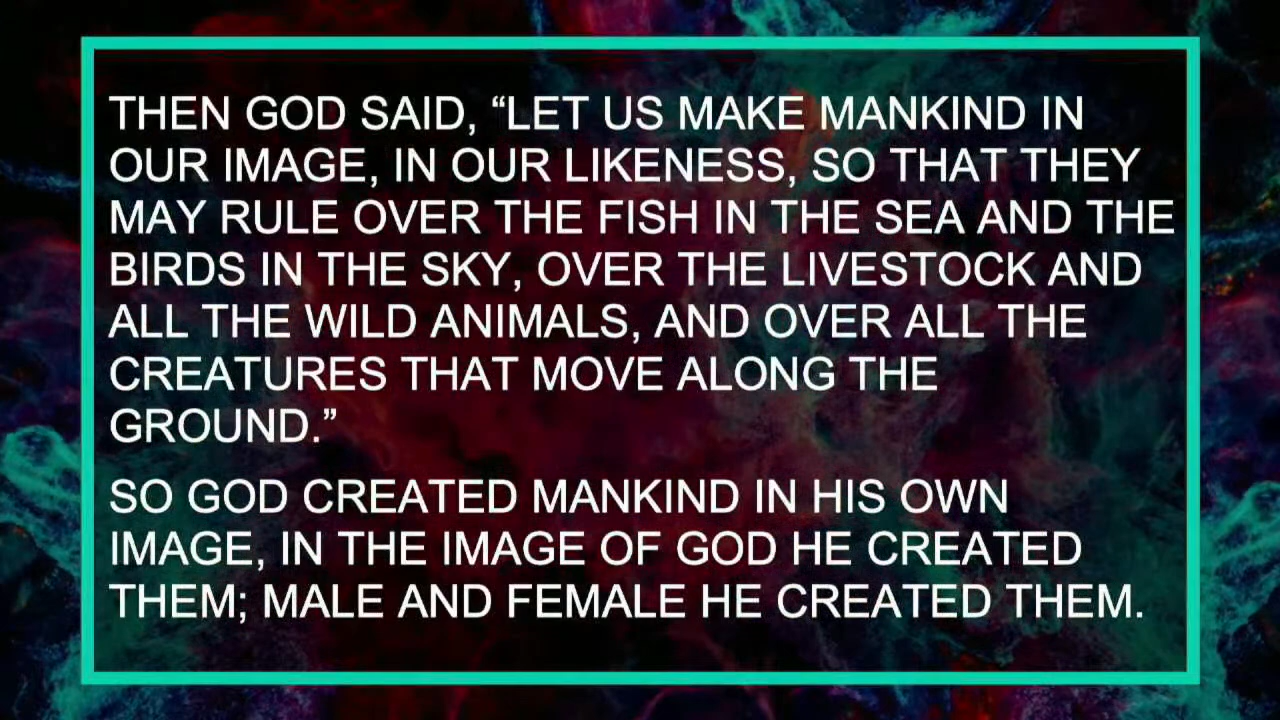 THEN GOD SAID, “LET US MAKE MANKIND IN
OUR IMAGE, IN OUR LIKENESS, SO THAT THEY
MAY RULE OVER THE FISH IN THE SEA AND THE
BIRDS IN THE SKY, OVER THE LIVESTOCK AND
ALL THE WILD ANIMALS, AND OVER ALL THE
CREATURES THAT MOVE ALONG THE
GROUND.”
SO GOD CREATED MANKIND IN HIS OWN
IMAGE, IN THE IMAGE OF GOD HE CREATED
THEM; MALE AND FEMALE HE CREATED THEM.